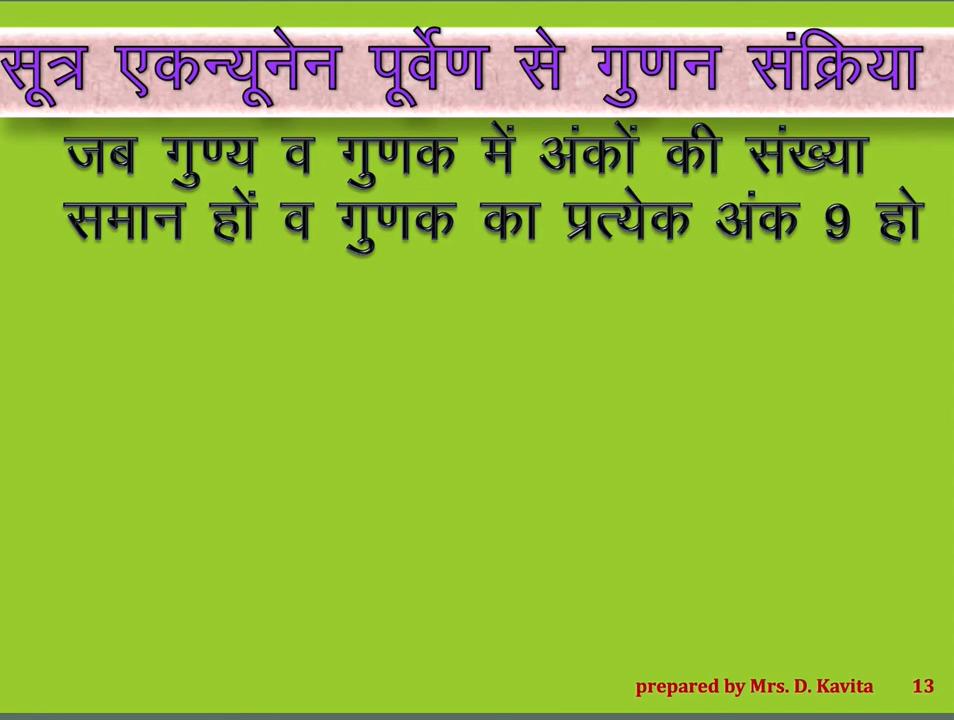 सूत्र एकन्यूनेन पूर्वेण से गुणन संक्रिया
जब गुण्य व गुणक में अंकों की संख्या
समान हों व गुणक का प्रत्येक अंक 9 हो
prepared by Mrs. D. Kavita 13